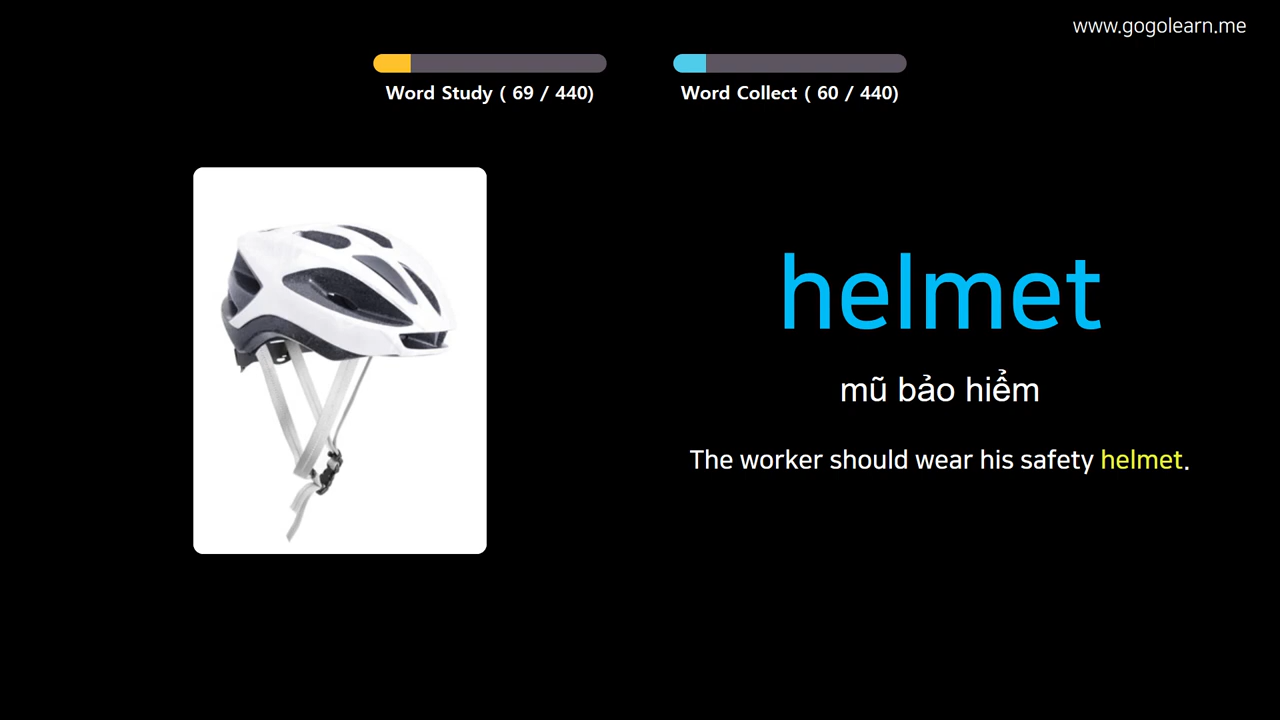 www.gogolearn.me
Word Study ( 69 / 440)
Word Collect ( 60 / 440)
helmet
mũ bảo hiểm
The worker should wear his safety helmet.